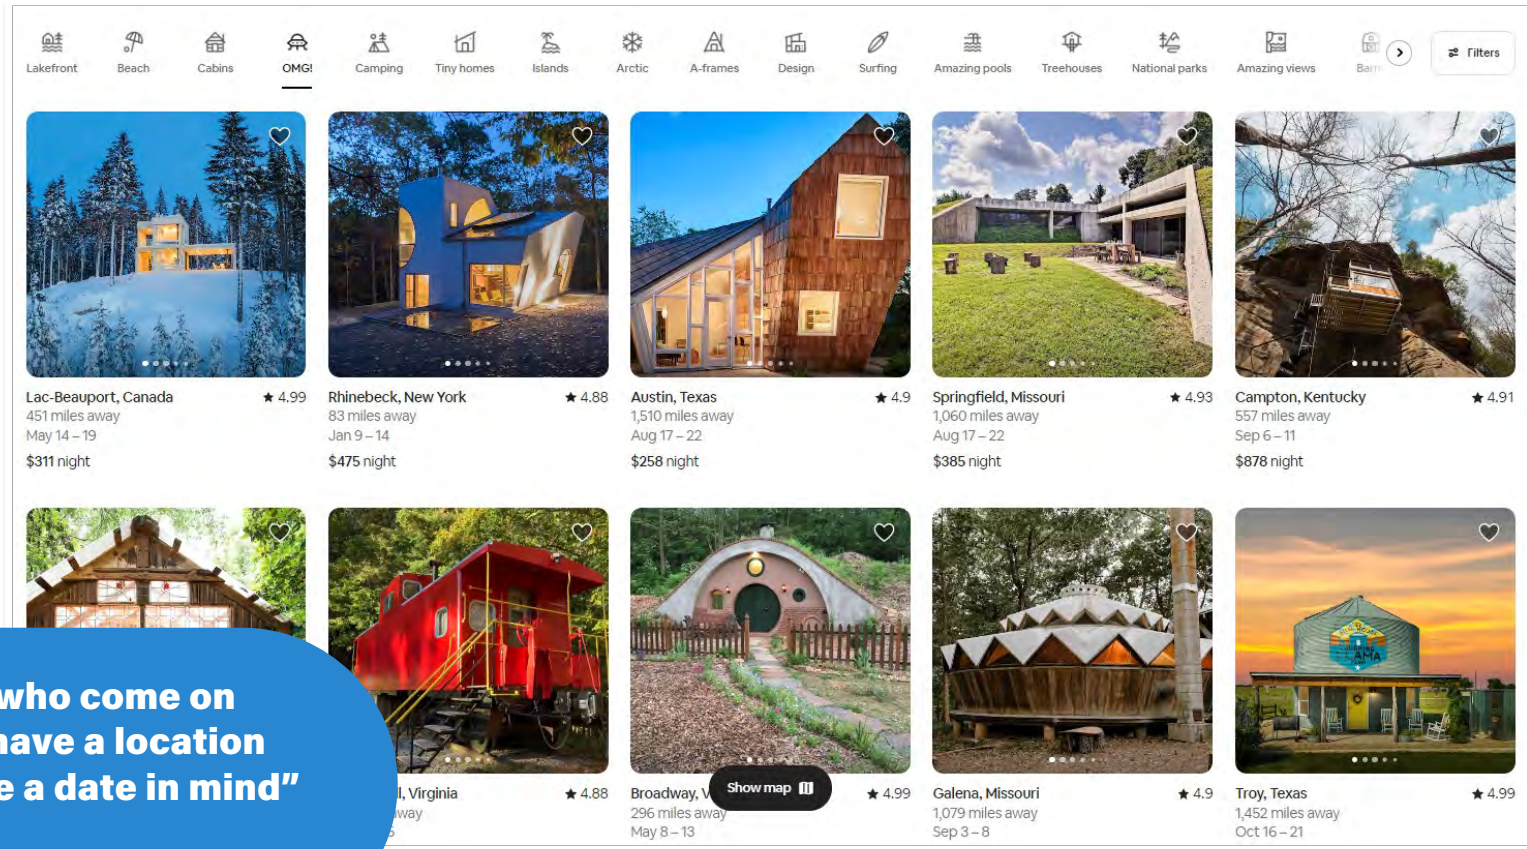 Lakefront
Beach
Cabins
OMG!
Camping
Tiny homes
Islands
Arctic
A-frames
Design
Surfing
Amazing pools
Treehouses
National parks
Amazing views
Filters
Lac-Beauport, Canada ★ 4.99
451 miles away
May 14 – 19
$311 night
Rhinebeck, New York ★ 4.88
83 miles away
Jan 9 – 14
$475 night
Austin, Texas ★ 4.9
1,510 miles away
Aug 17 – 22
$258 night
Springfield, Missouri ★ 4.93
1,060 miles away
Aug 17 – 22
$385 night
Campton, Kentucky ★ 4.91
557 miles away
Sep 6 – 11
$878 night
who come on
have a location
a date in mind”
Virginia ★ 4.88
Broadway, ★ 4.99
296 miles away
May 8 – 13
Show map
Galena, Missouri ★ 4.9
1,079 miles away
Sep 3 – 8
LAMA
Troy, Texas ★ 4.99
1,452 miles away
Oct 16 – 21